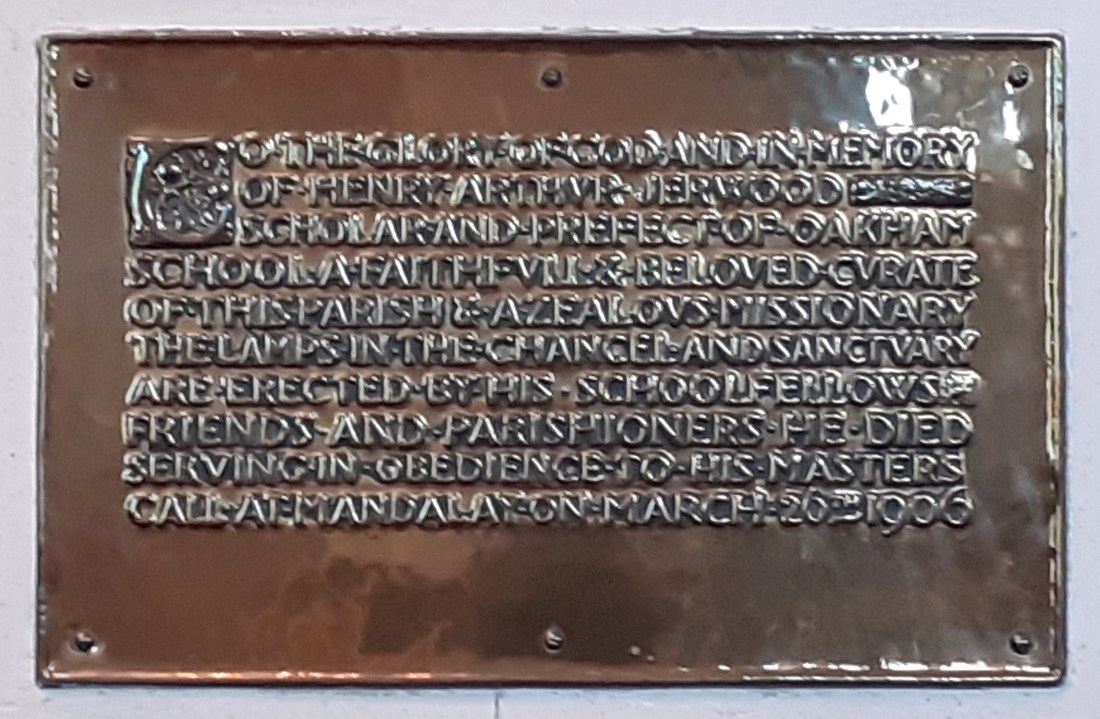 TO·THE·GLORY·OF·GOD·AND·IN·MEMORY
OF·HENRY·ARTHVR·JERWOOD
SCHOLAR·AND·PREFECT·OF·OAKHAM
SCHOOL·A·FAITHFVLL·&·BELOVED·CVRATE
OF·THIS·PARISH·&·A·ZEALOVS·MISSIONARY
THE·LAMPS·IN·THE·CHANCEL·AND·SANCTVARY
ARE·ERECTED·BY·HIS·SCHOOLFELLOWS
FRIENDS·AND·PARISHIONERS·HE·DIED
SERVING·IN·OBEDIENCE·TO·HIS·MASTERS
CALL·AT·MANDALAY·ON·MARCH·26TH·1906